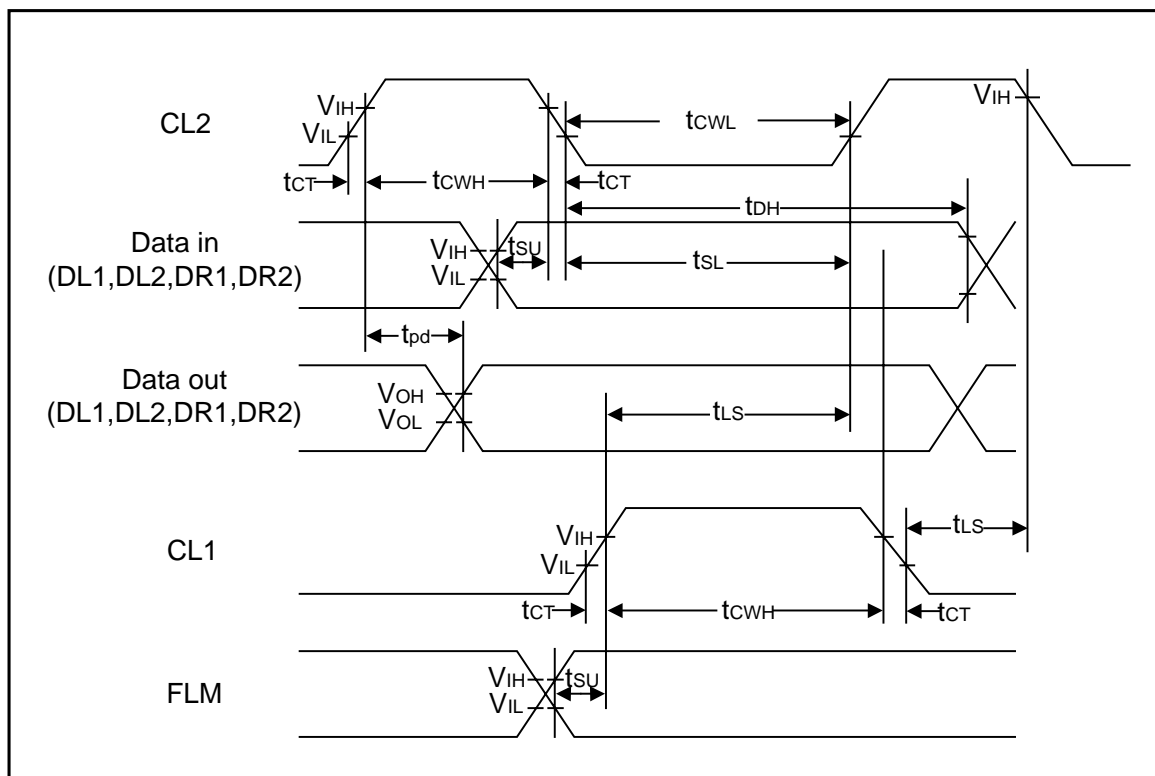 CL2
VIH
VIL
tCWL
VIH
tCT
tCWH
tCT
tDH
Data in
(DL1,DL2,DR1,DR2)
VIH
VIL
tSU
tSL
tpd
Data out
(DL1,DL2,DR1,DR2)
VOH
VOL
tLS
CL1
VIH
VIL
tLS
tCT
tCWH
tCT
FLM
VIH
VIL
tSU